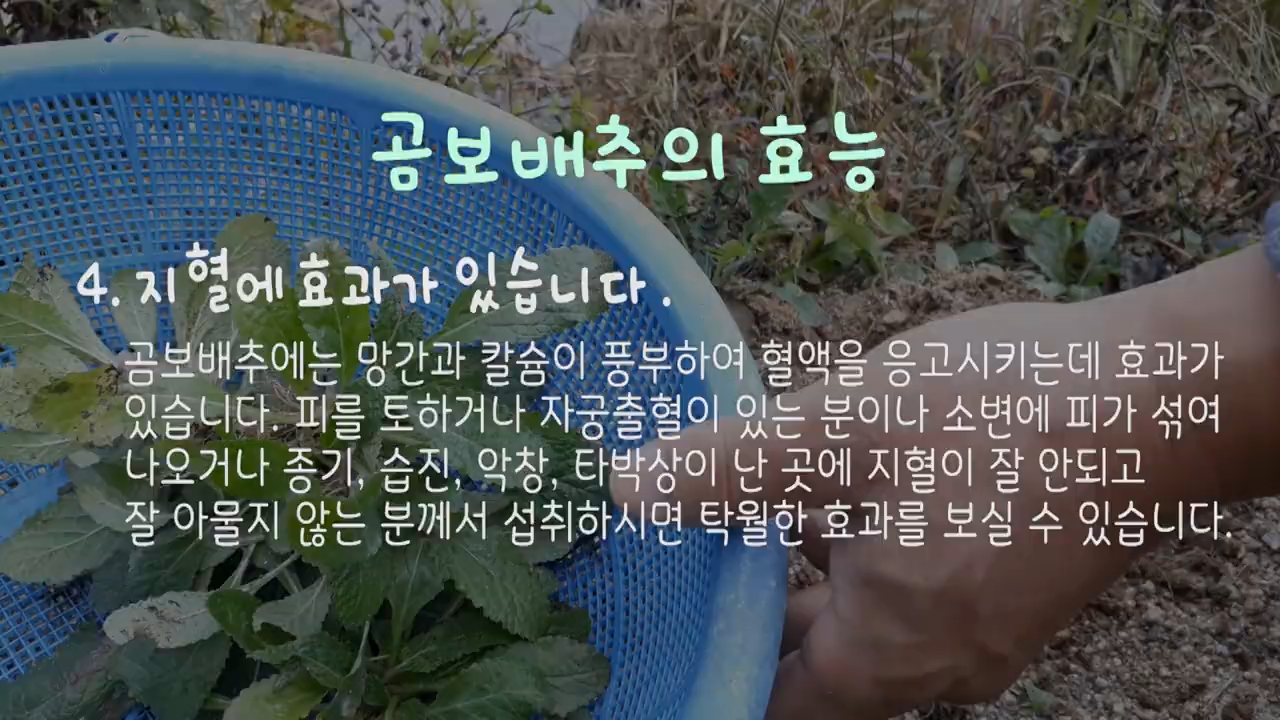 곰보배추의 효능
4. 지혈에효과가 있습니다.
곰보배추에는 망간과 칼슘이 풍부하여 혈액을 응고시키는데 효과가
있습니다. 피를 토하거나 자궁출혈이 있는 분이나 소변에 피가 섞여
나오거나 종기, 습진, 악창, 타박상이 난 곳에 지혈이 잘 안되고
잘 아물지 않는 분께서 섭취하시면 탁월한 효과를 보실 수 있습니다.